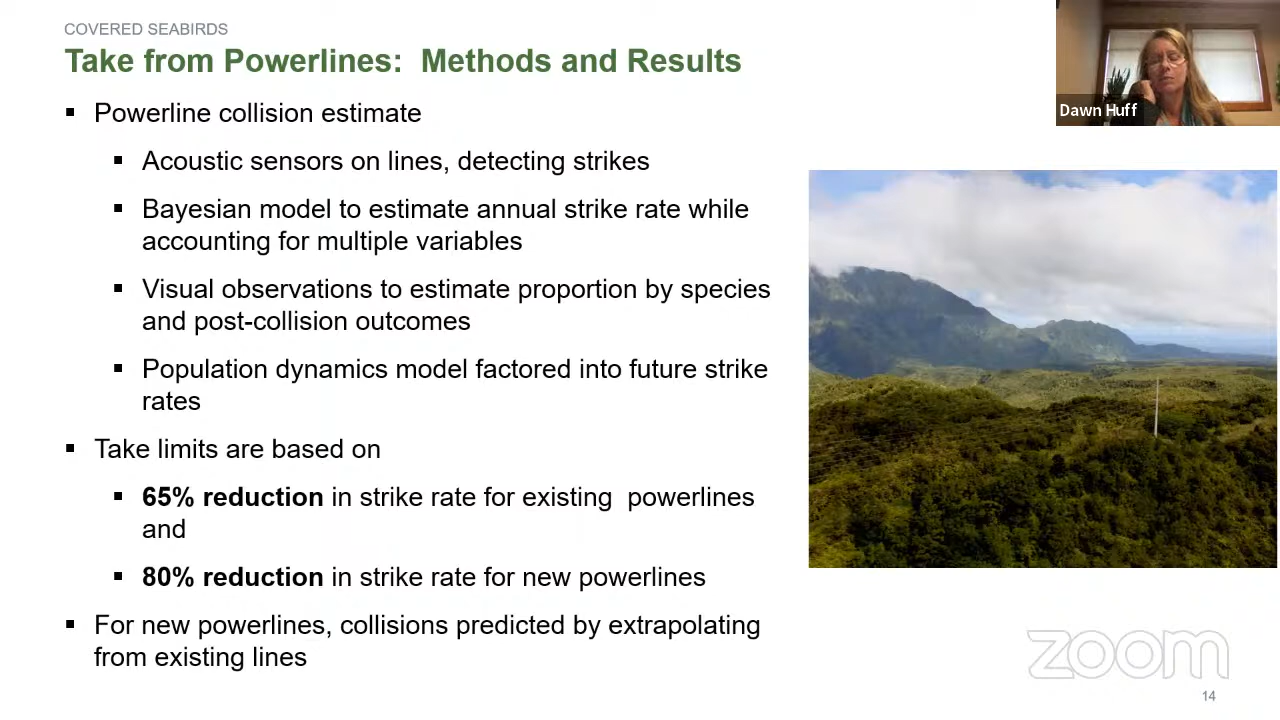 COVERED SEABIRDS
Take from Powerlines:  Methods and Results
▪ Powerline collision estimate
▪ Acoustic sensors on lines, detecting strikes
▪ Bayesian model to estimate annual strike rate while
accounting for multiple variables
▪ Visual observations to estimate proportion by species
and post-collision outcomes
▪ Population dynamics model factored into future strike
rates
▪ Take limits are based on
▪ 65% reduction in strike rate for existing  powerlines
and
▪ 80% reduction in strike rate for new powerlines
▪ For new powerlines, collisions predicted by extrapolating
from existing lines
Dawn Huff
zoom
14